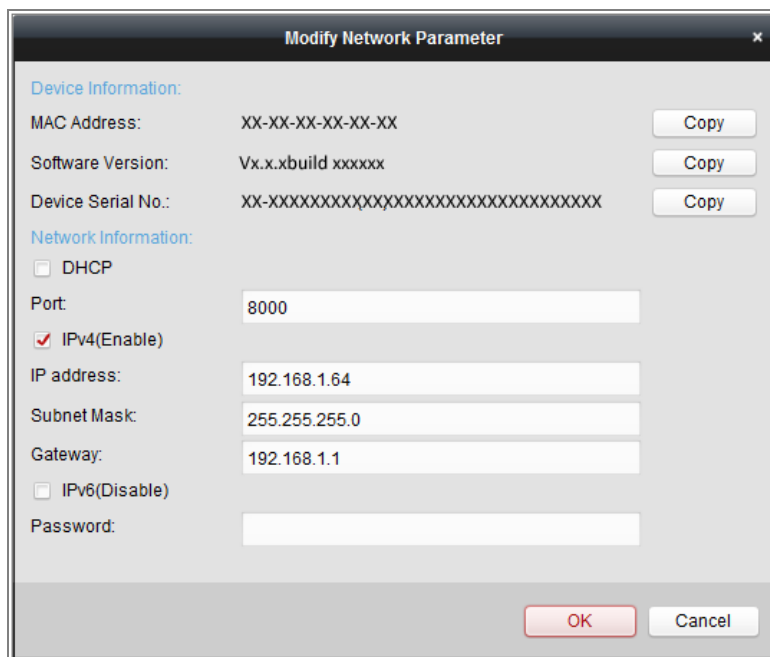 Modify Network Parameter ×
Device Information:
MAC Address: XX-XX-XX-XX-XX-XX Copy
Software Version: Vx.x.xbuild xxxxxx Copy
Device Serial No.: XX-XXXXXXXXXXXXXXXXXXXXXXXXXXXXXXXX Copy
Network Information:
DHCP
Port: 8000
IPv4(Enable)
IP address: 192.168.1.64
Subnet Mask: 255.255.255.0
Gateway: 192.168.1.1
IPv6(Disable)
Password:
OK Cancel